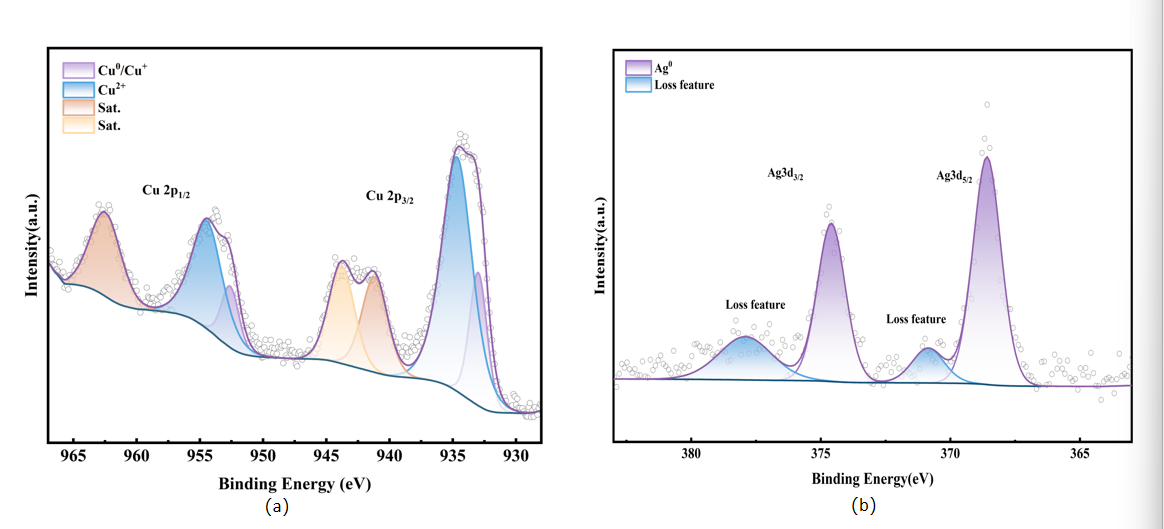 Cu⁰/Cu⁺
Cu²⁺
Sat.
Sat.
Cu 2p₁/₂
Cu 2p₃/₂
Intensity(a.u.)
965 960 955 950 945 940 935 930
Binding Energy (eV)
(a)
Ag⁰
Loss feature
Ag3d₃/₂
Ag3d₅/₂
Loss feature
Loss feature
Intensity(a.u.)
380 375 370 365
Binding Energy(eV)
(b)